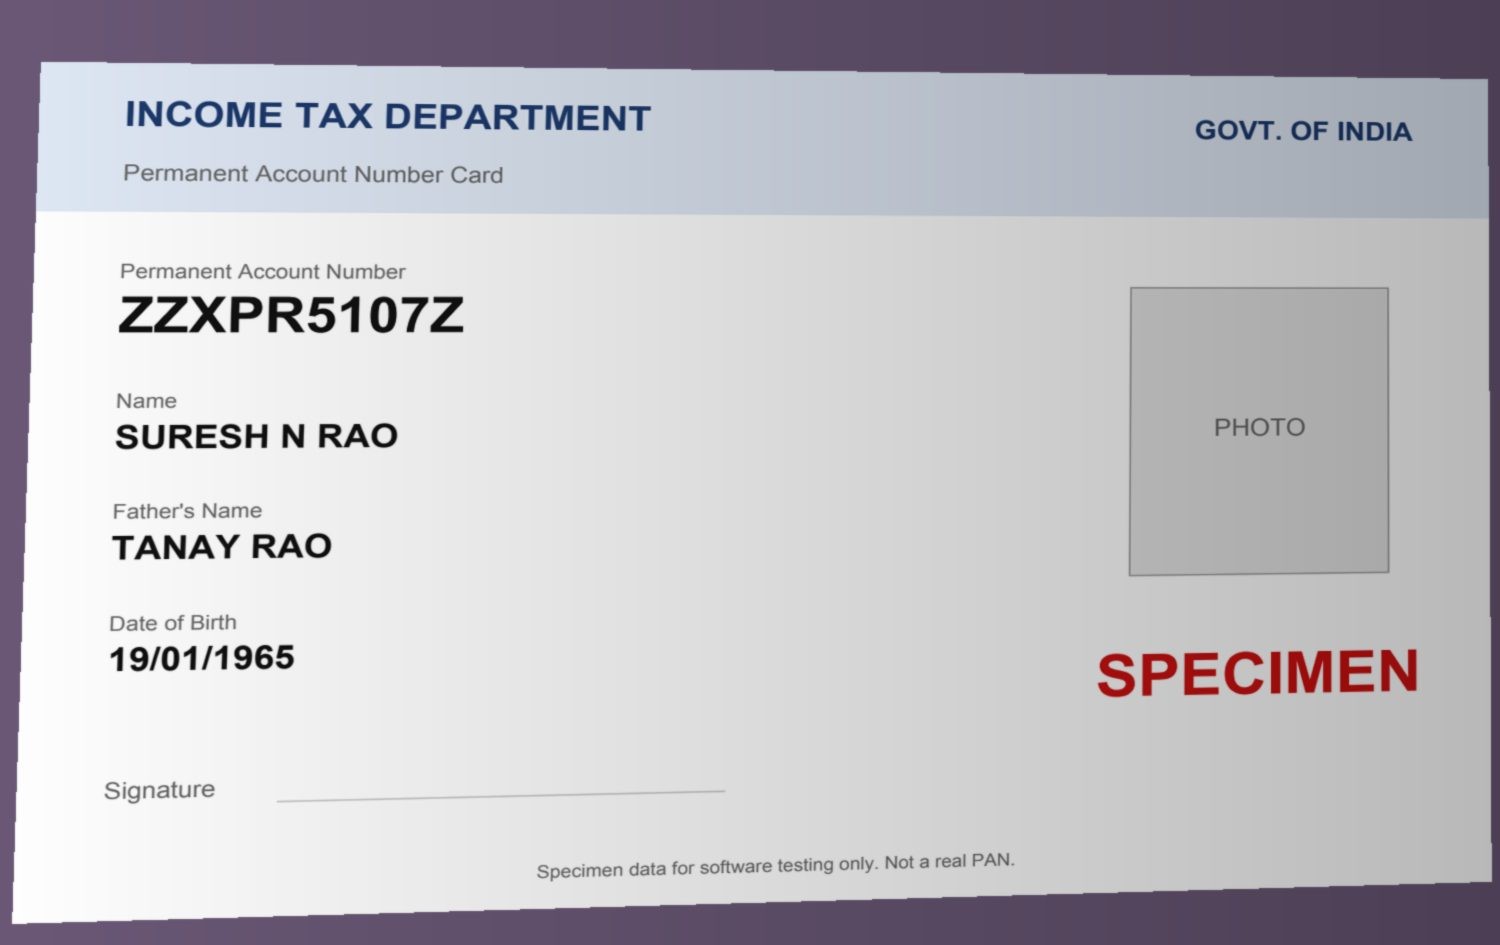 INCOME TAX DEPARTMENT
GOVT. OF INDIA
Permanent Account Number Card
Permanent Account Number
ZZXPR5107Z
Name
SURESH N RAO
PHOTO
Father's Name
TANAY RAO
Date of Birth
19/01/1965
SPECIMEN
Signature
Specimen data for software testing only. Not a real PAN.